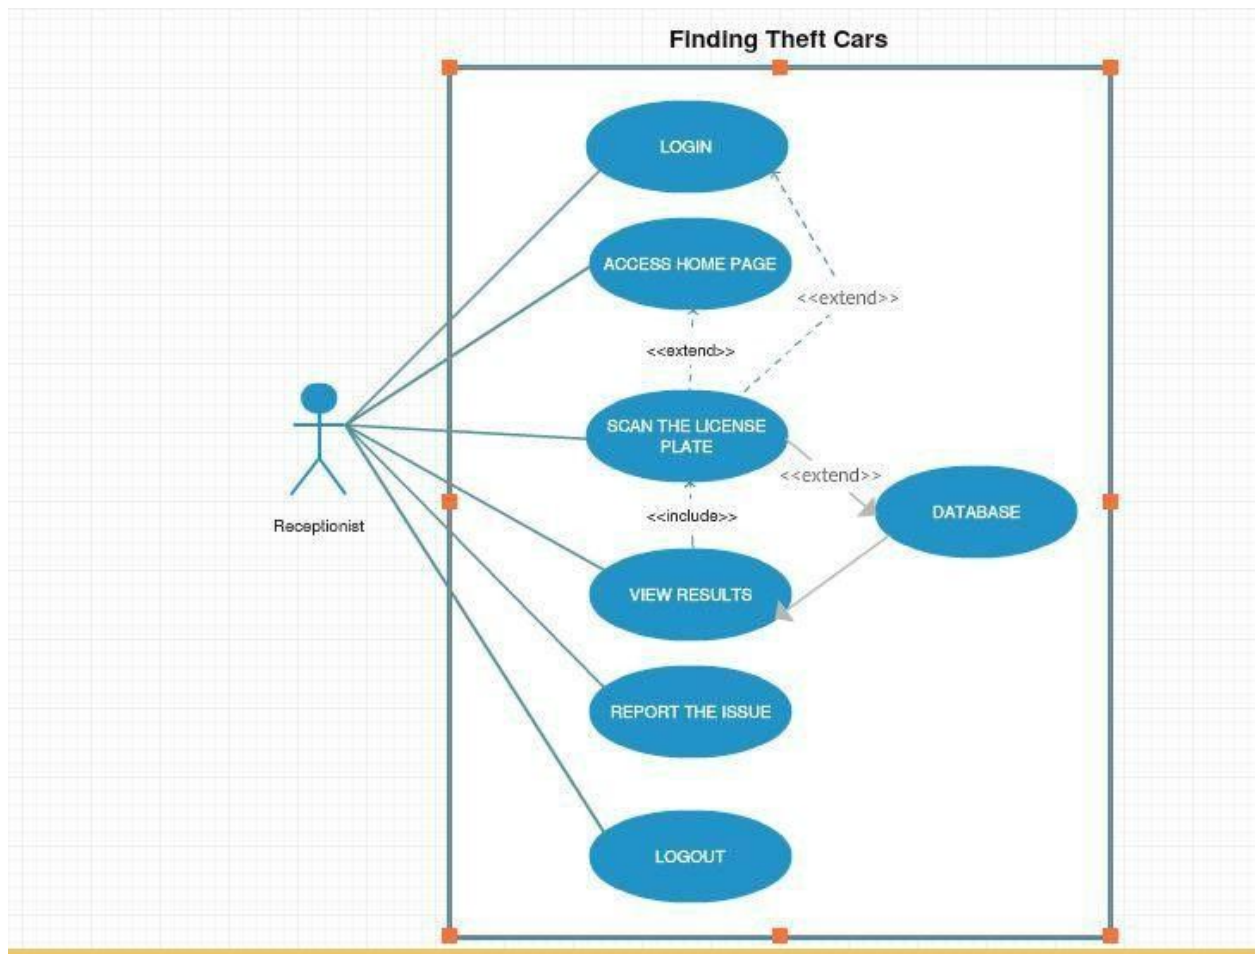 Finding Theft Cars
LOGIN
ACCESS HOME PAGE
<<extend>>
<<extend>>
SCAN THE LICENSE
PLATE
<<extend>>
DATABASE
<<include>>
Receptionist
VIEW RESULTS
REPORT THE ISSUE
LOGOUT